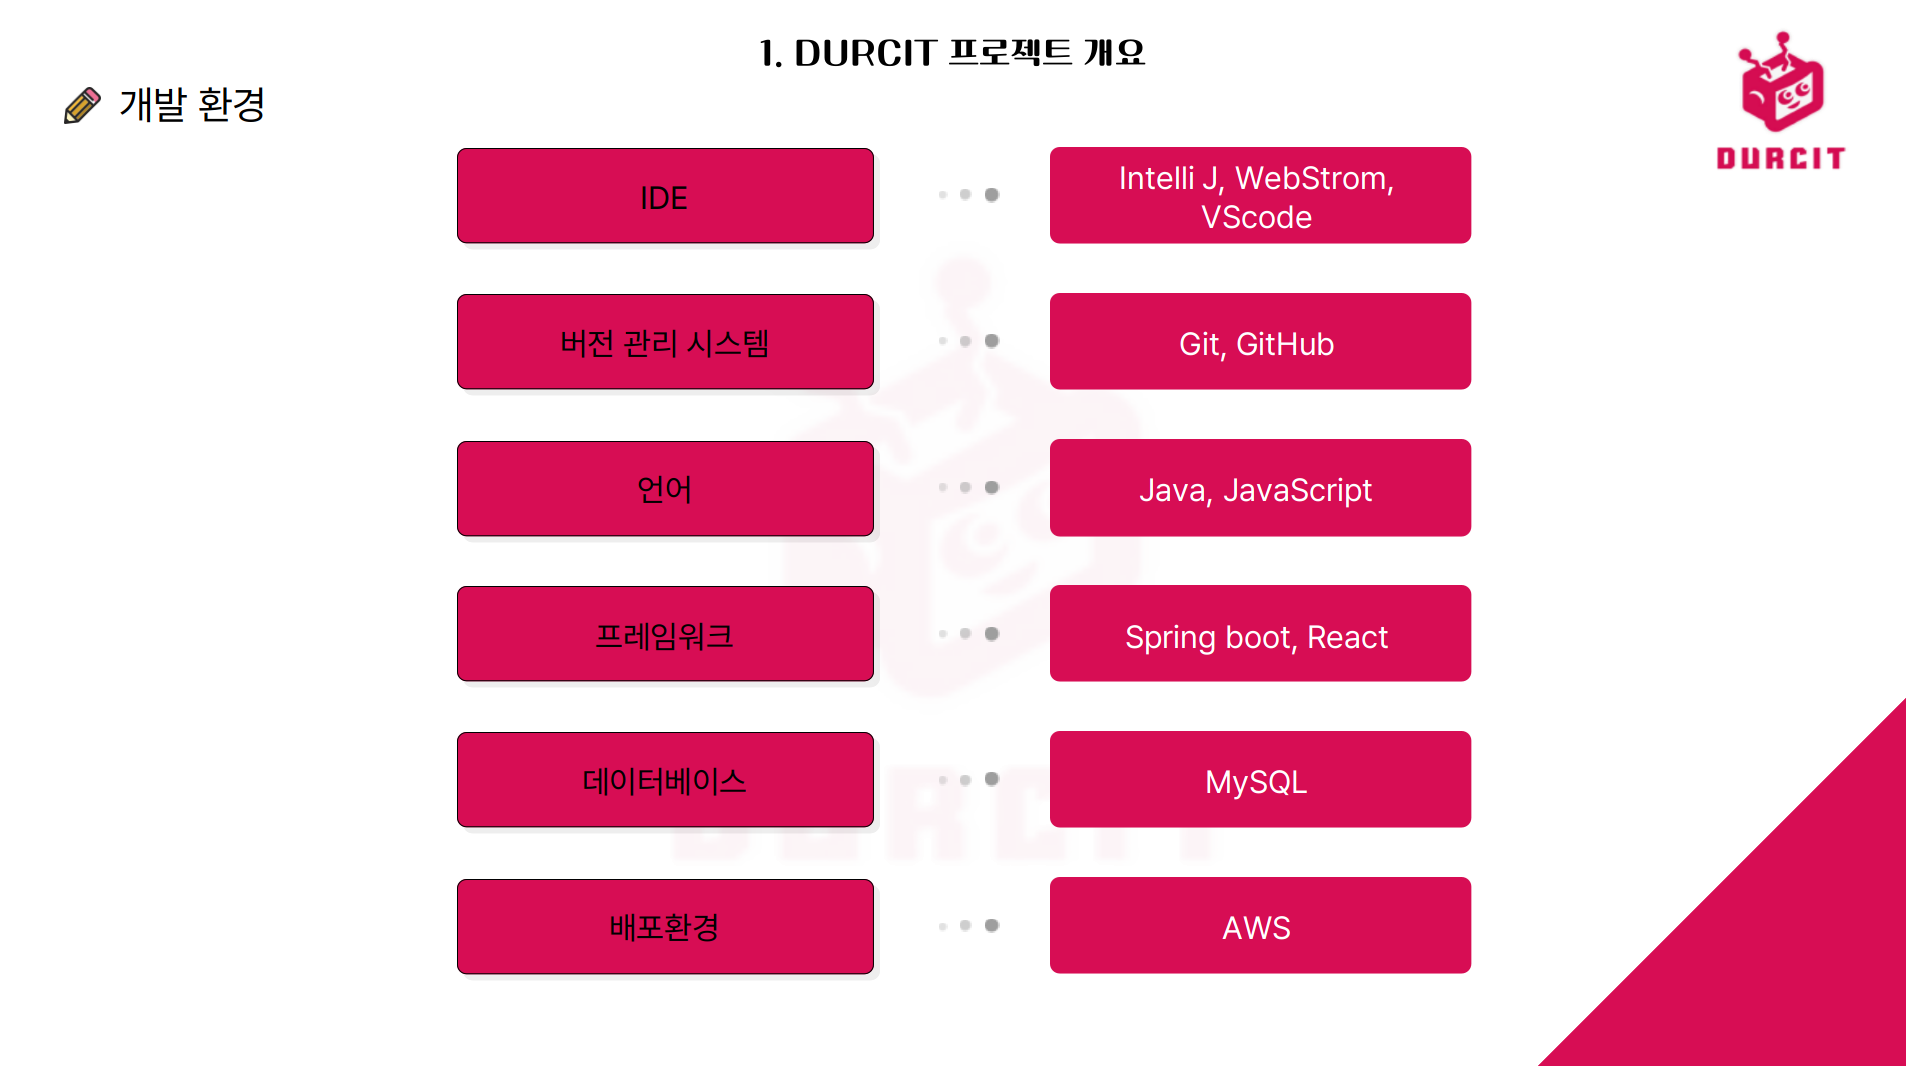 1. DURCIT 프로젝트 개요
개발 환경
DURCIT
IDE
Intelli J, WebStrom,
VScode
버전 관리 시스템
Git, GitHub
언어
Java, JavaScript
프레임워크
Spring boot, React
데이터베이스
MySQL
배포환경
AWS
DURCIT